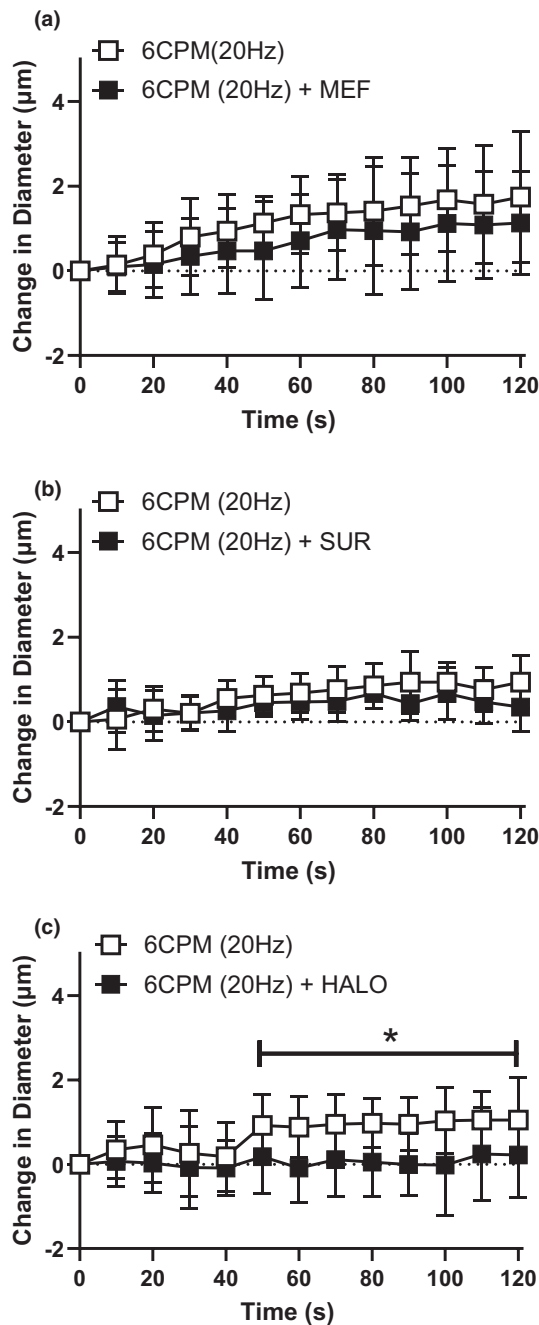 (a)
6CPM(20Hz)
6CPM (20Hz) + MEF
Change in Diameter (µm)
4
2
0
-2
0 20 40 60 80 100 120
Time (s)
(b)
6CPM (20Hz)
6CPM (20Hz) + SUR
Change in Diameter (µm)
4
2
0
-2
0 20 40 60 80 100 120
Time (s)
(c)
6CPM (20Hz)
6CPM (20Hz) + HALO
Change in Diameter (µm)
4
*
2
0
-2
0 20 40 60 80 100 120
Time (s)